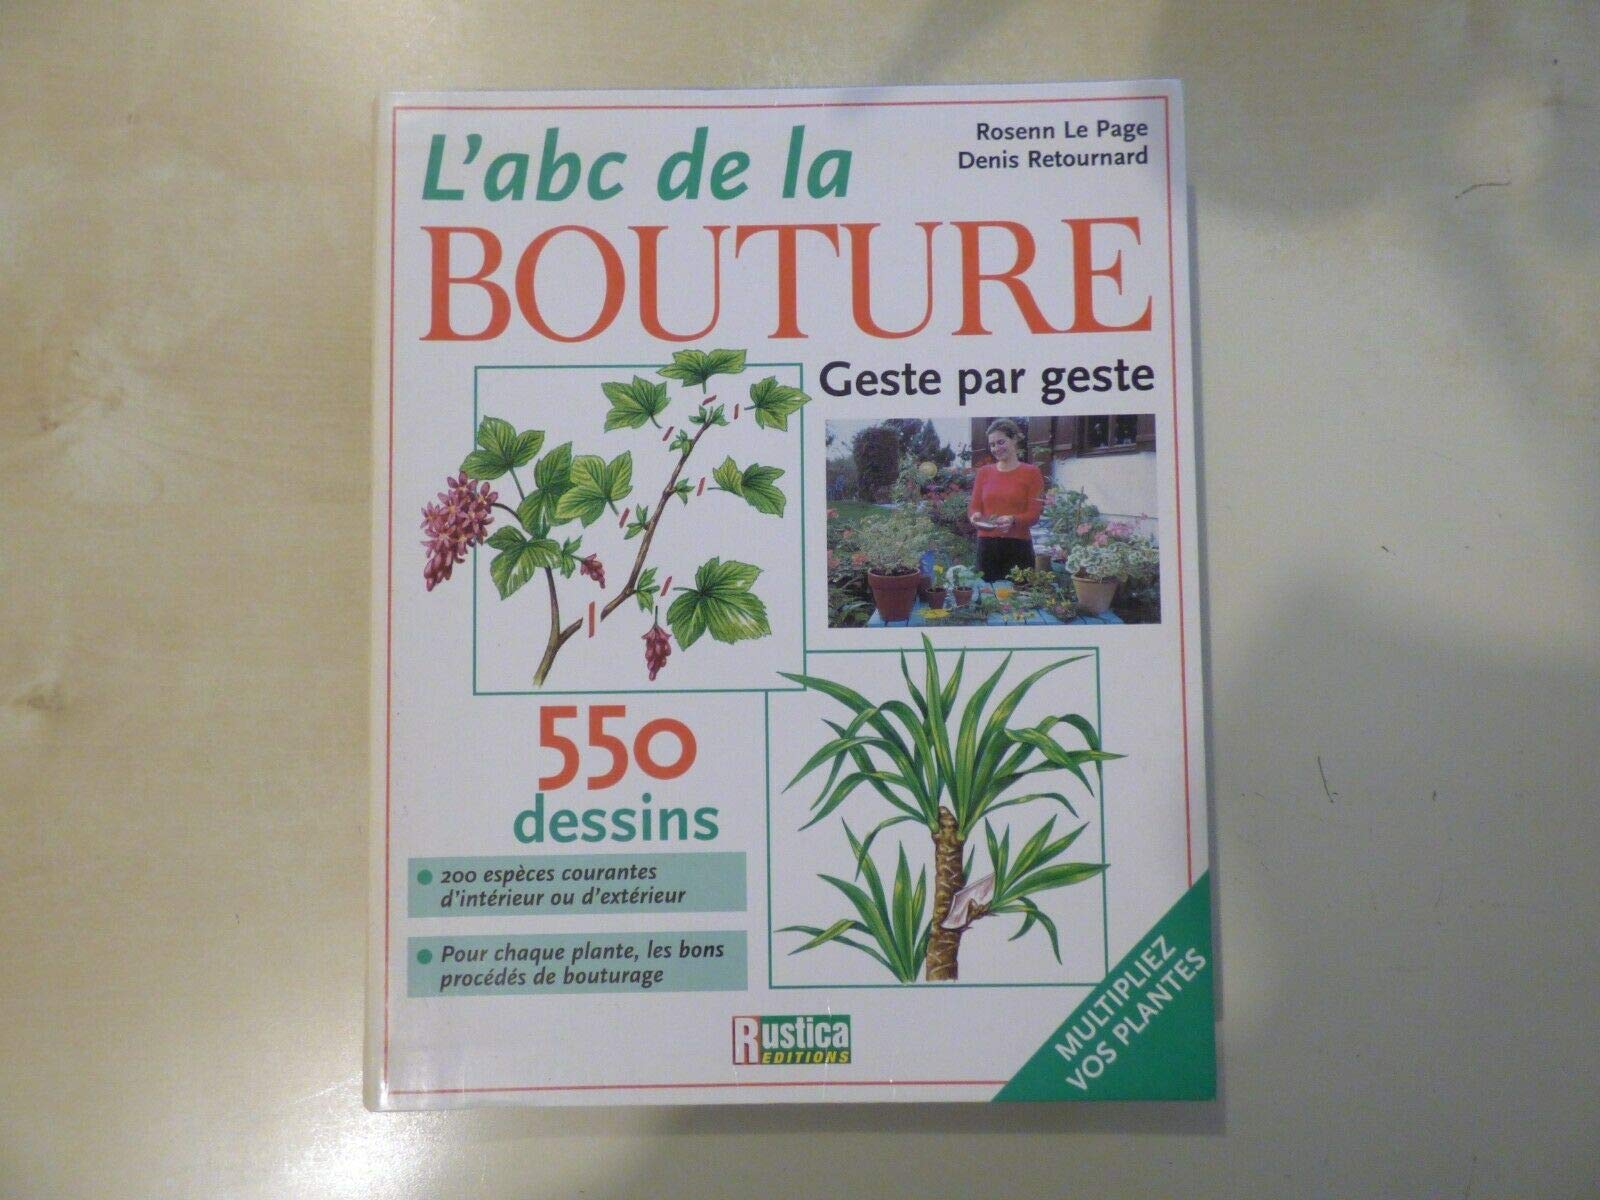 L'abc de la
BOUTURE
Rosenn Le Page
Denis Retournard
Geste par geste
550
dessins
200 espèces courantes
d'intérieur ou d'extérieur
Pour chaque plante, les bons
procédés de bouturage
Rustica
EDITIONS
MULTIPLIEZ
VOS PLANTES